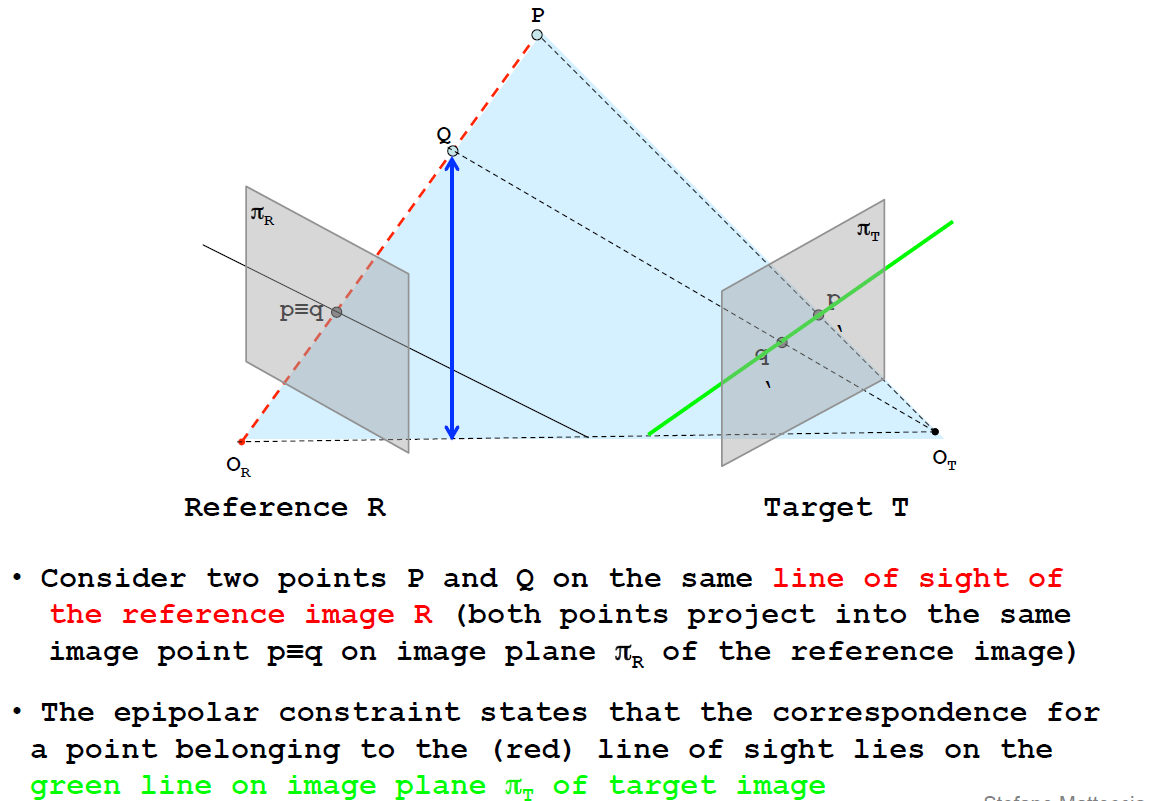 P
Q
πR
πT
p≡q
p
'
q
'
OR
OT
Reference R
Target T
• Consider two points P and Q on the same line of sight of
the reference image R (both points project into the same
image point p≡q on image plane πR of the reference image)
• The epipolar constraint states that the correspondence for
a point belonging to the (red) line of sight lies on the
green line on image plane πT of target image